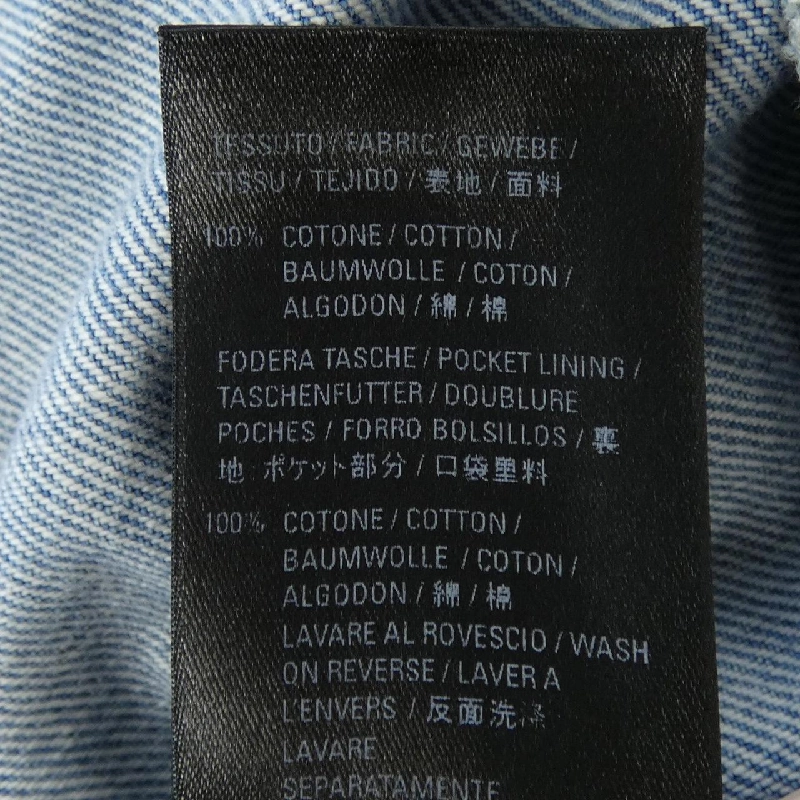 TESSUTO / FABRIC / GEWEBE /
TISSU / TEJIDO / 表地 / 面料
100% COTONE / COTTON /
BAUMWOLLE / COTON /
ALGODON / 綿 / 棉
FODERA TASCHE / POCKET LINING /
TASCHENFUTTER / DOUBLURE
POCHES / FORRO BOLSILLOS / 裏
地:ポケット部分 / 口袋里料
100% COTONE / COTTON /
BAUMWOLLE / COTON /
ALGODON / 綿 / 棉
LAVARE AL ROVESCIO / WASH
ON REVERSE / LAVER A
L'ENVERS / 反面洗涤
LAVARE
SEPARATAMENTE